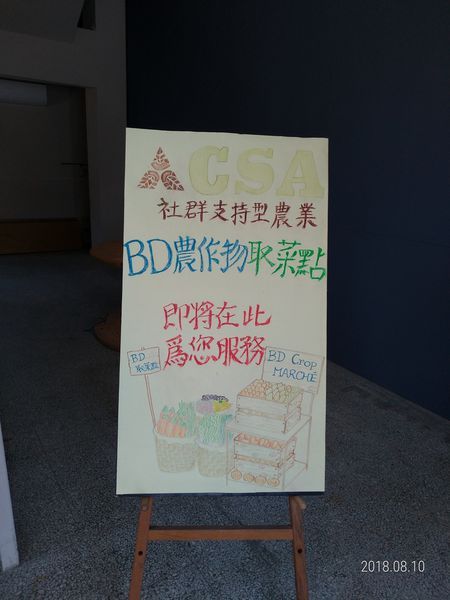 CSA
社群支持型農業
BD農作物取菜點
即將在此
為您服務
BD
取菜點
BD Crop
MARCHÉ
2018.08.10